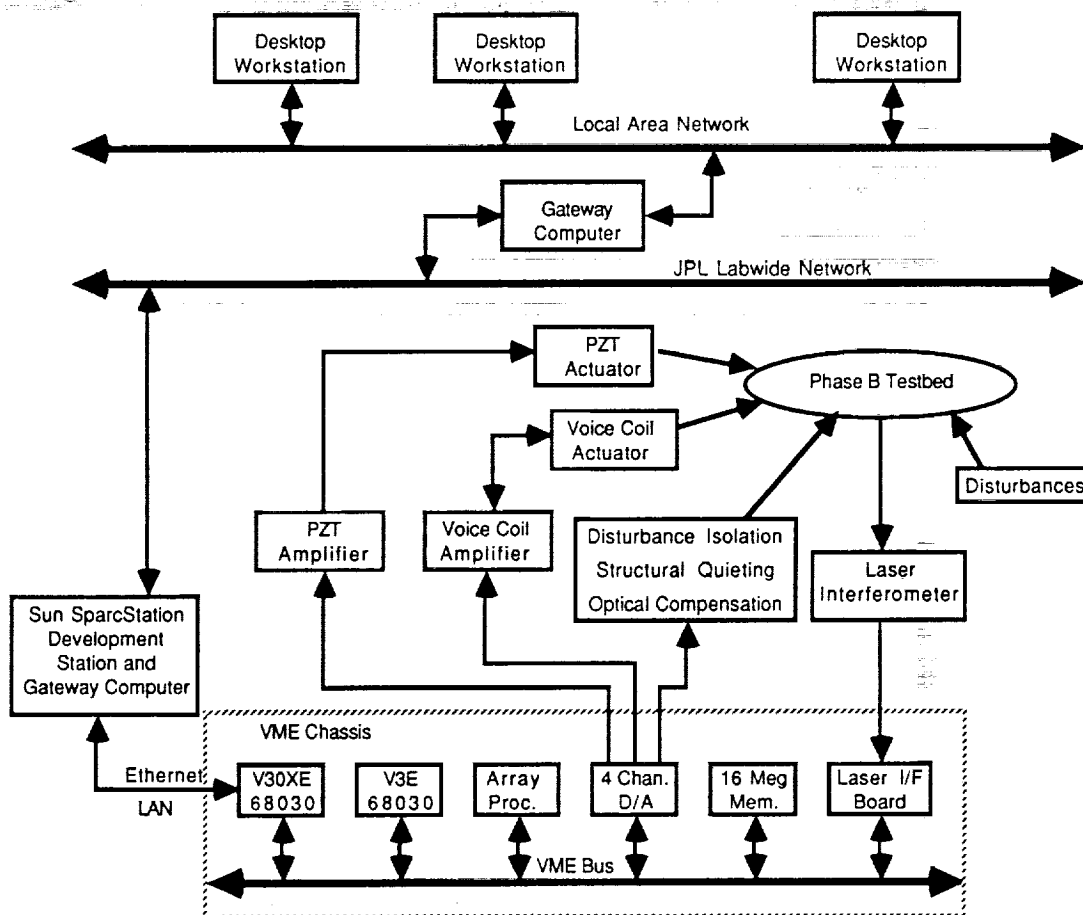 Desktop
Workstation
Desktop
Workstation
Desktop
Workstation
Local Area Network
Gateway
Computer
JPL Labwide Network
PZT
Actuator
Phase B Testbed
Voice Coil
Actuator
Disturbances
PZT
Amplifier
Voice Coil
Amplifier
Disturbance Isolation
Structural Quieting
Optical Compensation
Laser
Interferometer
Sun SparcStation
Development
Station and
Gateway Computer
VME Chassis
Ethernet
LAN
V30XE
68030
V3E
68030
Array
Proc.
4 Chan.
D/A
16 Meg
Mem.
Laser I/F
Board
VME Bus